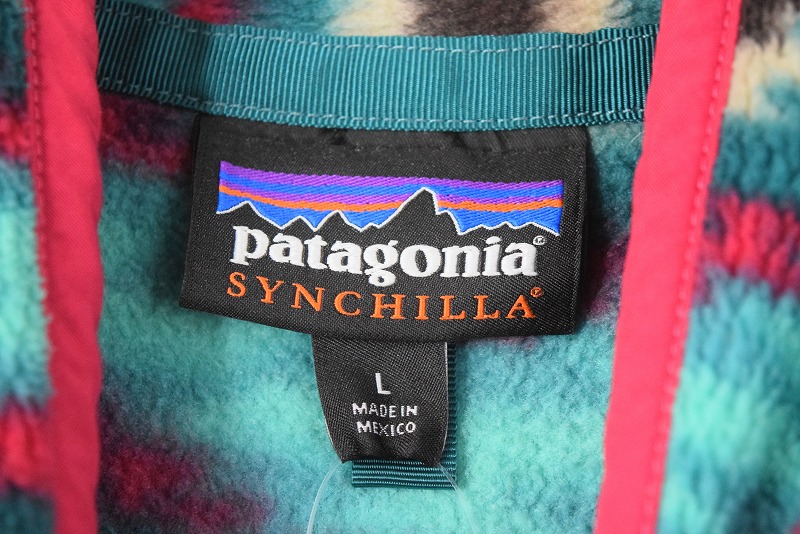 patagonia®
SYNCHILLA®
L
MADE IN
MEXICO